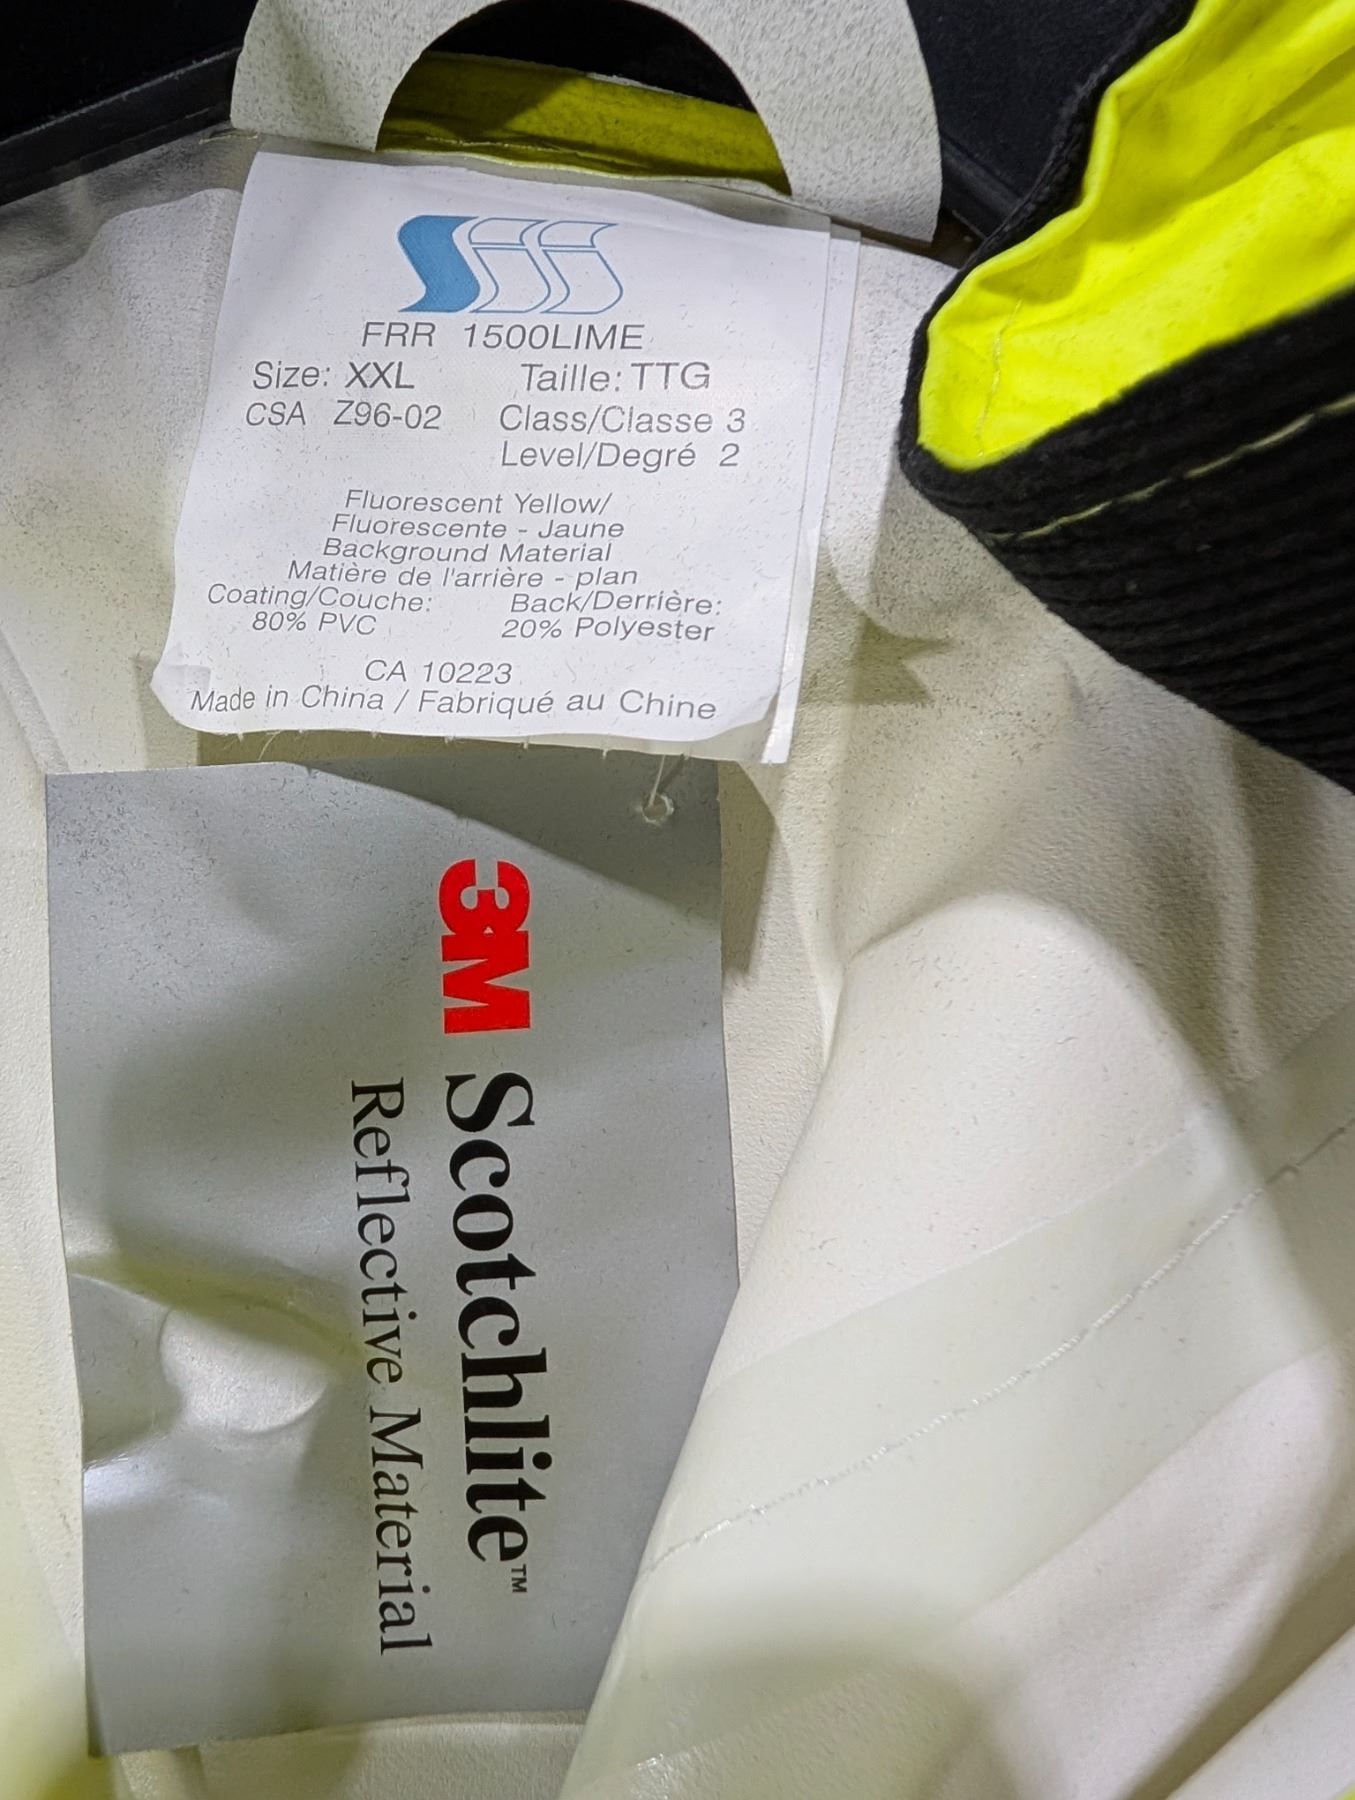 SSS
FRR 1500LIME
Size: XXL Taille: TTG
CSA Z96-02 Class/Classe 3
Level/Degré 2
Fluorescent Yellow/
Fluorescente - Jaune
Background Material
Matière de l'arrière - plan
Coating/Couche: Back/Derrière:
80% PVC 20% Polyester
CA 10223
Made in China / Fabriqué au Chine
3M Scotchlite™
Reflective Material